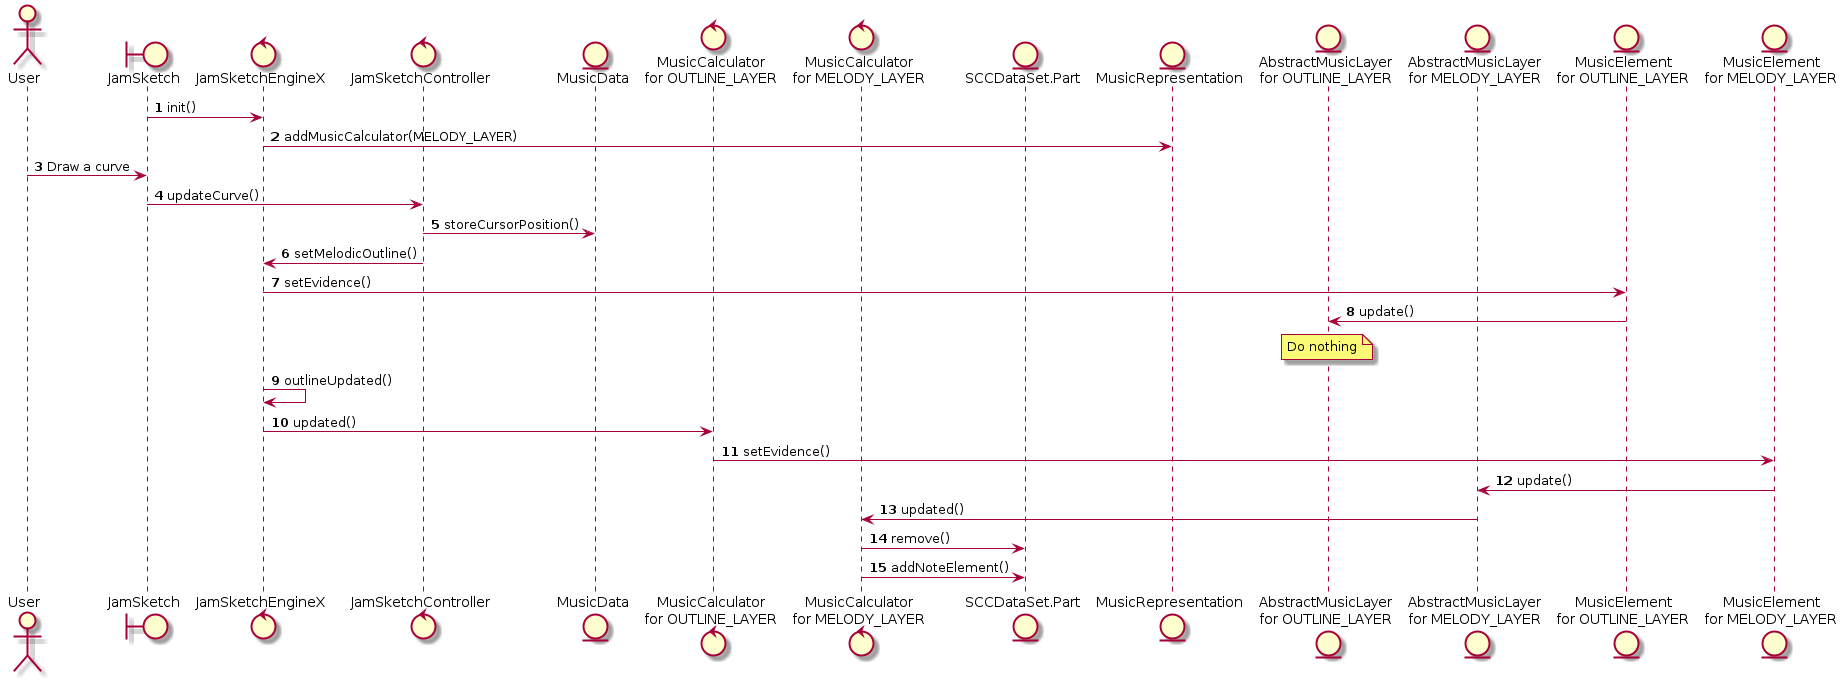 User
JamSketch
JamSketchEngineX
JamSketchController
MusicData
MusicCalculator
for OUTLINE_LAYER
MusicCalculator
for MELODY_LAYER
SCCDataSet.Part
MusicRepresentation
AbstractMusicLayer
for OUTLINE_LAYER
AbstractMusicLayer
for MELODY_LAYER
MusicElement
for OUTLINE_LAYER
MusicElement
for MELODY_LAYER
1 init()
2 addMusicCalculator(MELODY_LAYER)
3 Draw a curve
4 updateCurve()
5 storeCursorPosition()
6 setMelodicOutline()
7 setEvidence()
8 update()
Do nothing
9 outlineUpdated()
10 updated()
11 setEvidence()
12 update()
13 updated()
14 remove()
15 addNoteElement()
User
JamSketch
JamSketchEngineX
JamSketchController
MusicData
MusicCalculator
for OUTLINE_LAYER
MusicCalculator
for MELODY_LAYER
SCCDataSet.Part
MusicRepresentation
AbstractMusicLayer
for OUTLINE_LAYER
AbstractMusicLayer
for MELODY_LAYER
MusicElement
for OUTLINE_LAYER
MusicElement
for MELODY_LAYER